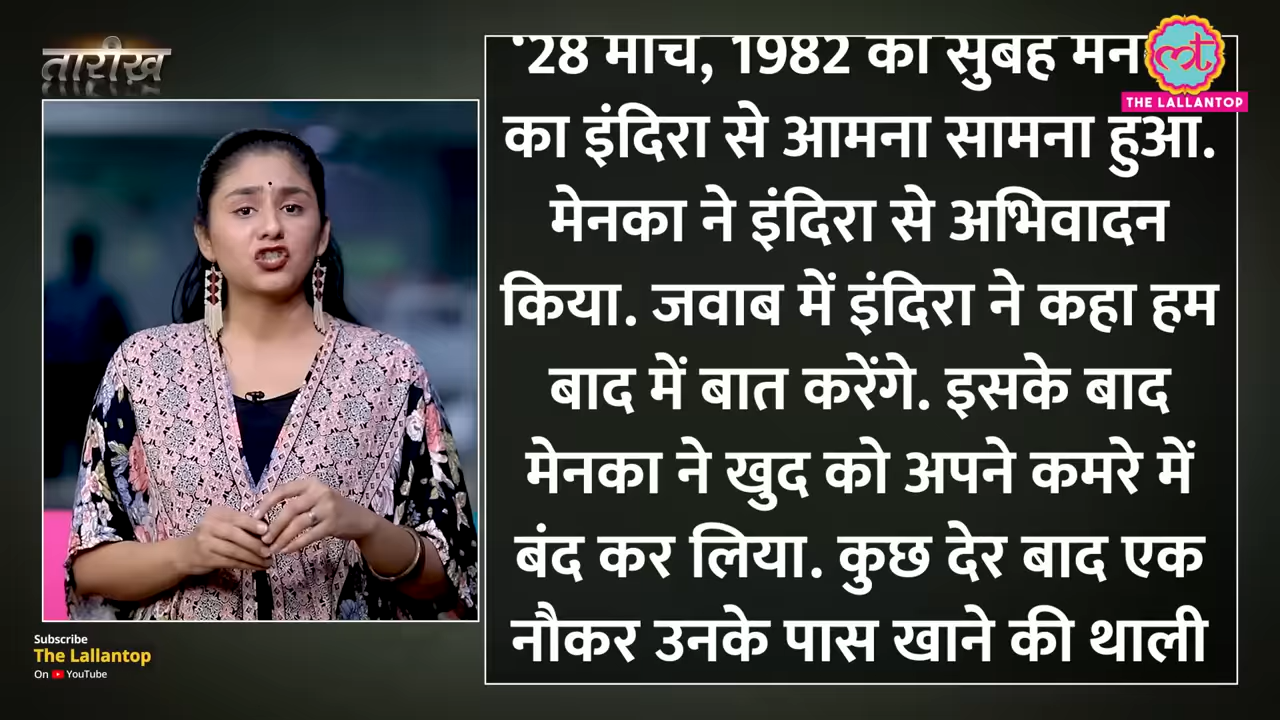 तारीख़
'28 मार्च, 1982 की सुबह
THE LALLANTOP
का इंदिरा से आमना सामना हुआ.
मेनका ने इंदिरा से अभिवादन
किया. जवाब में इंदिरा ने कहा हम
बाद में बात करेंगे. इसके बाद
मेनका ने खुद को अपने कमरे में
बंद कर लिया. कुछ देर बाद एक
नौकर उनके पास खाने की थाली
Subscribe
The Lallantop
On YouTube